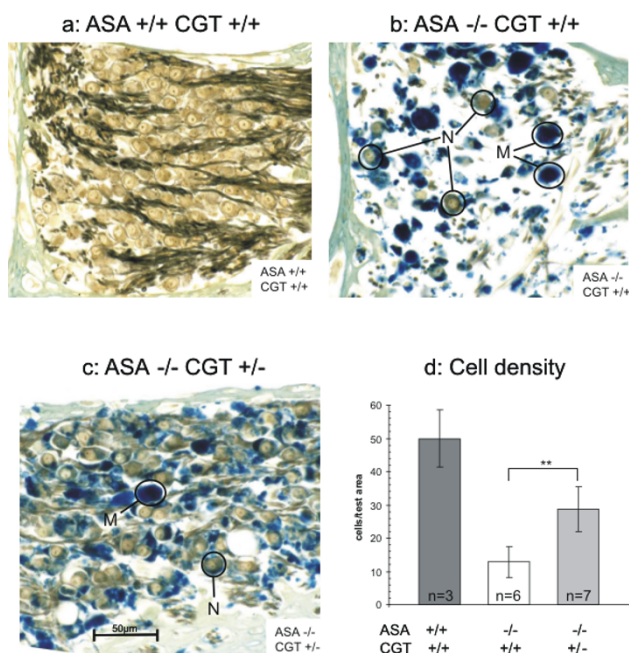 a: ASA +/+ CGT +/+
b: ASA -/- CGT +/+
N
M
ASA +/+
CGT +/+
ASA -/-
CGT +/+
c: ASA -/- CGT +/-
d: Cell density
M
N
50µm
ASA -/-
CGT +/-
60
50
40
30
20
10
0
cells/test area
**
n=3 n=6 n=7
ASA +/+ -/- -/-
CGT +/+ +/+ +/-